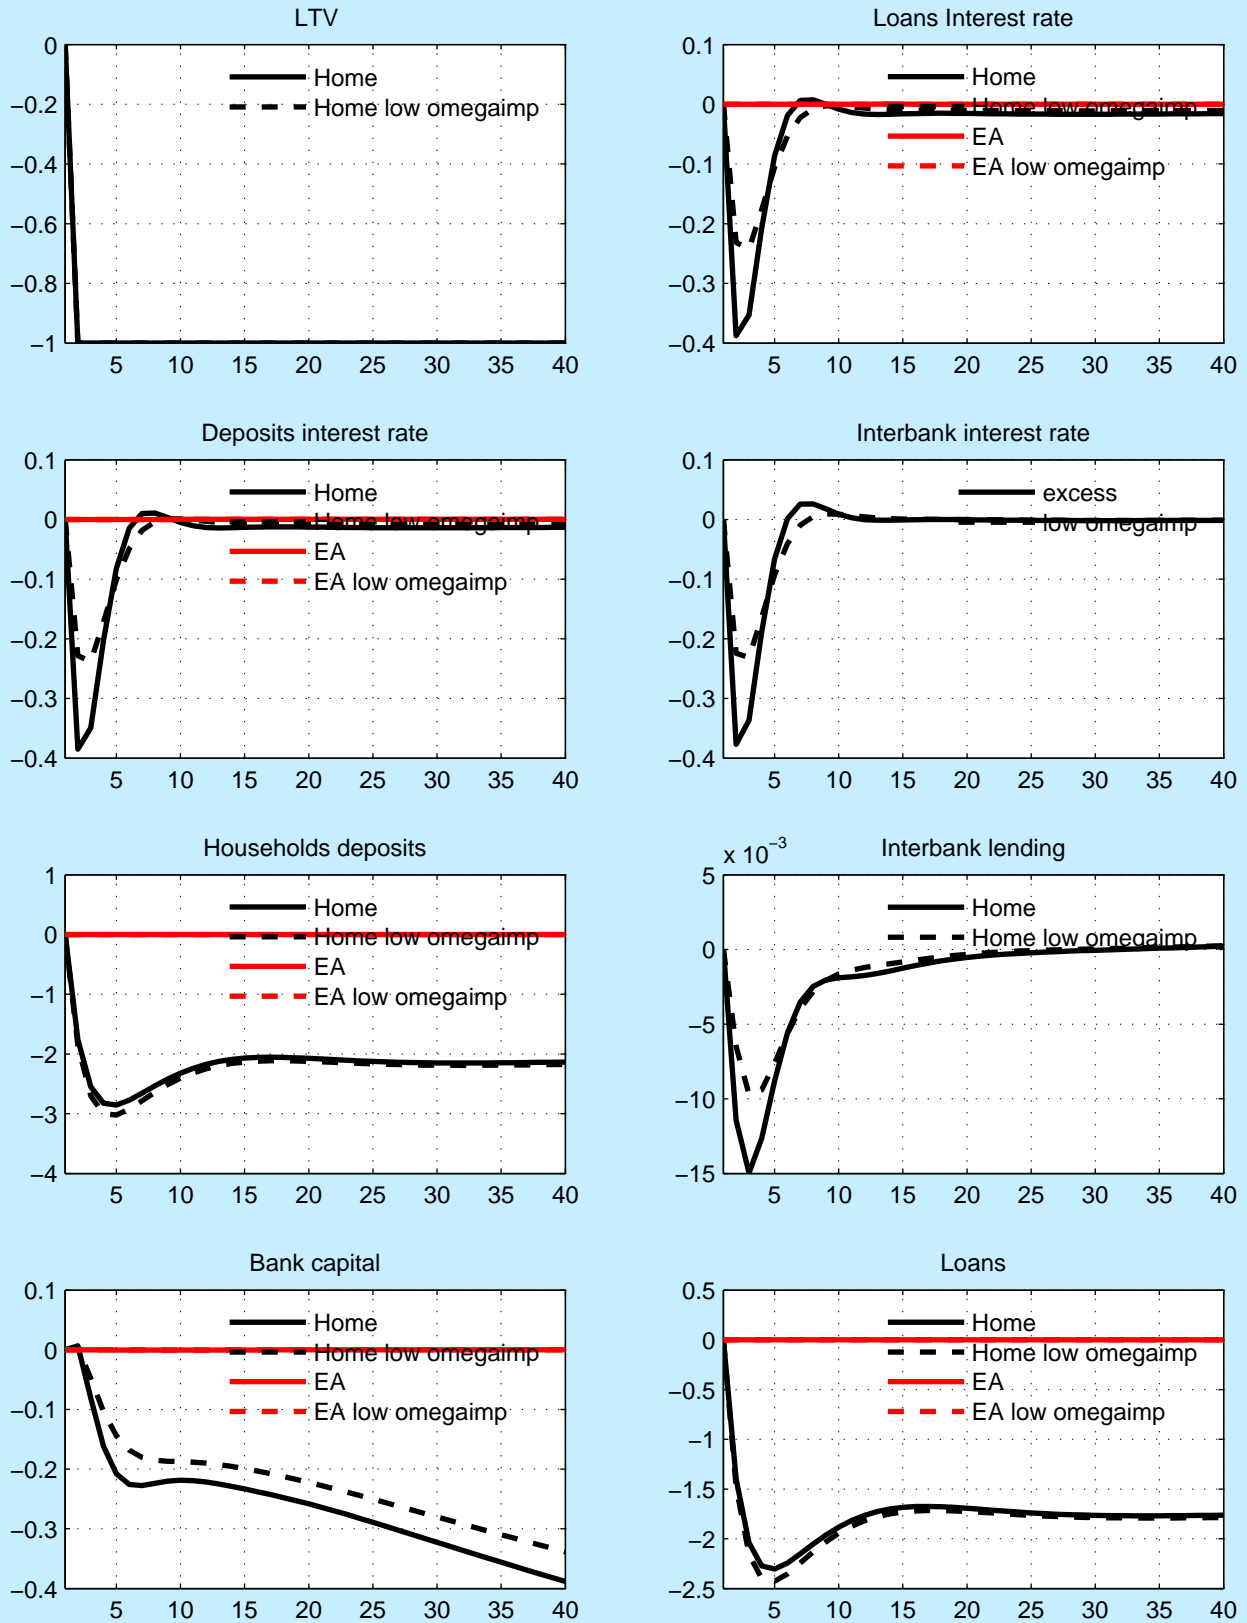 LTV
0
−0.2
−0.4
−0.6
−0.8
−1
Home
Home low omegaimp
5 10 15 20 25 30 35 40
Loans Interest rate
0.1
0
−0.1
−0.2
−0.3
−0.4
Home
Home low omegaimp
EA
EA low omegaimp
5 10 15 20 25 30 35 40
Deposits interest rate
0.1
0
−0.1
−0.2
−0.3
−0.4
Home
Home low omegaimp
EA
EA low omegaimp
5 10 15 20 25 30 35 40
Interbank interest rate
0.1
0
−0.1
−0.2
−0.3
−0.4
excess
low omegaimp
5 10 15 20 25 30 35 40
Households deposits
1
0
−1
−2
−3
−4
Home
Home low omegaimp
EA
EA low omegaimp
5 10 15 20 25 30 35 40
Interbank lending
x 10−3
5
0
−5
−10
−15
Home
Home low omegaimp
5 10 15 20 25 30 35 40
Bank capital
0.1
0
−0.1
−0.2
−0.3
−0.4
Home
Home low omegaimp
EA
EA low omegaimp
5 10 15 20 25 30 35 40
Loans
0.5
0
−0.5
−1
−1.5
−2
−2.5
Home
Home low omegaimp
EA
EA low omegaimp
5 10 15 20 25 30 35 40